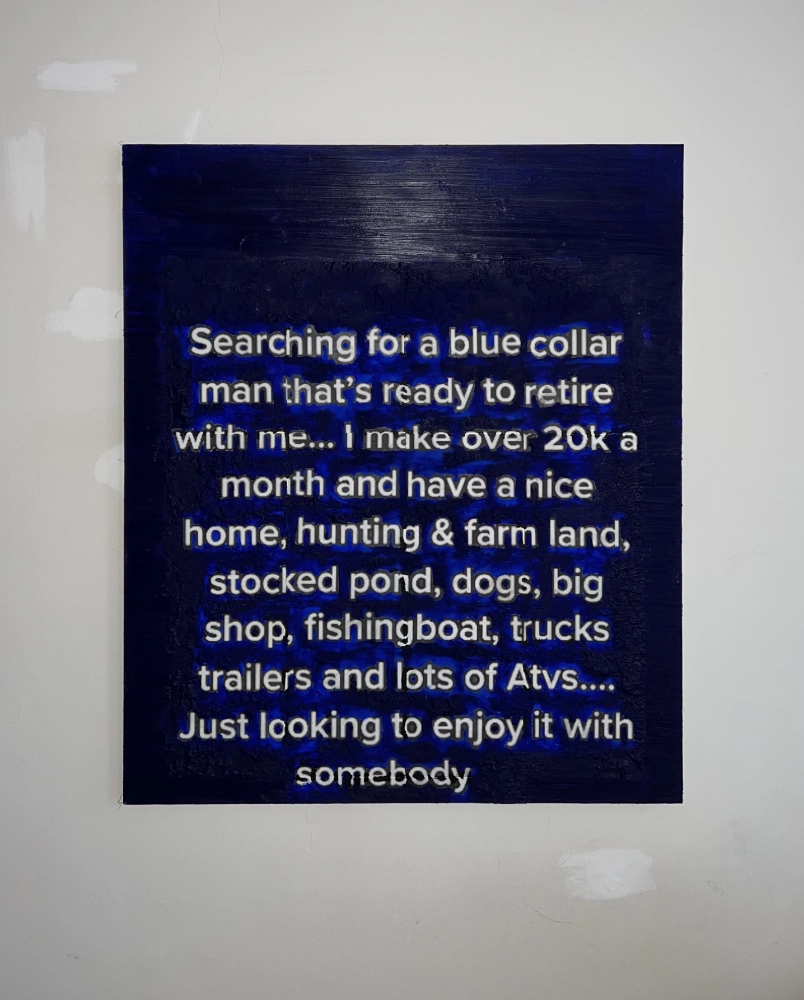 Searching for a blue collar
man that's ready to retire
with me... I make over 20k a
month and have a nice
home, hunting & farm land,
stocked pond, dogs, big
shop, fishingboat, trucks
trailers and lots of Atvs....
Just looking to enjoy it with
somebody